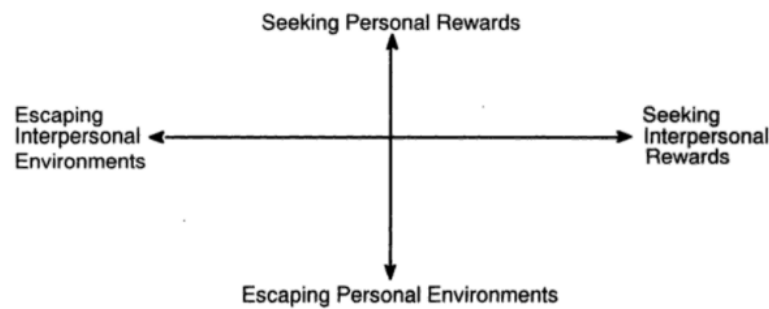 Seeking Personal Rewards
Escaping
Interpersonal
Environments
Seeking
Interpersonal
Rewards
Escaping Personal Environments